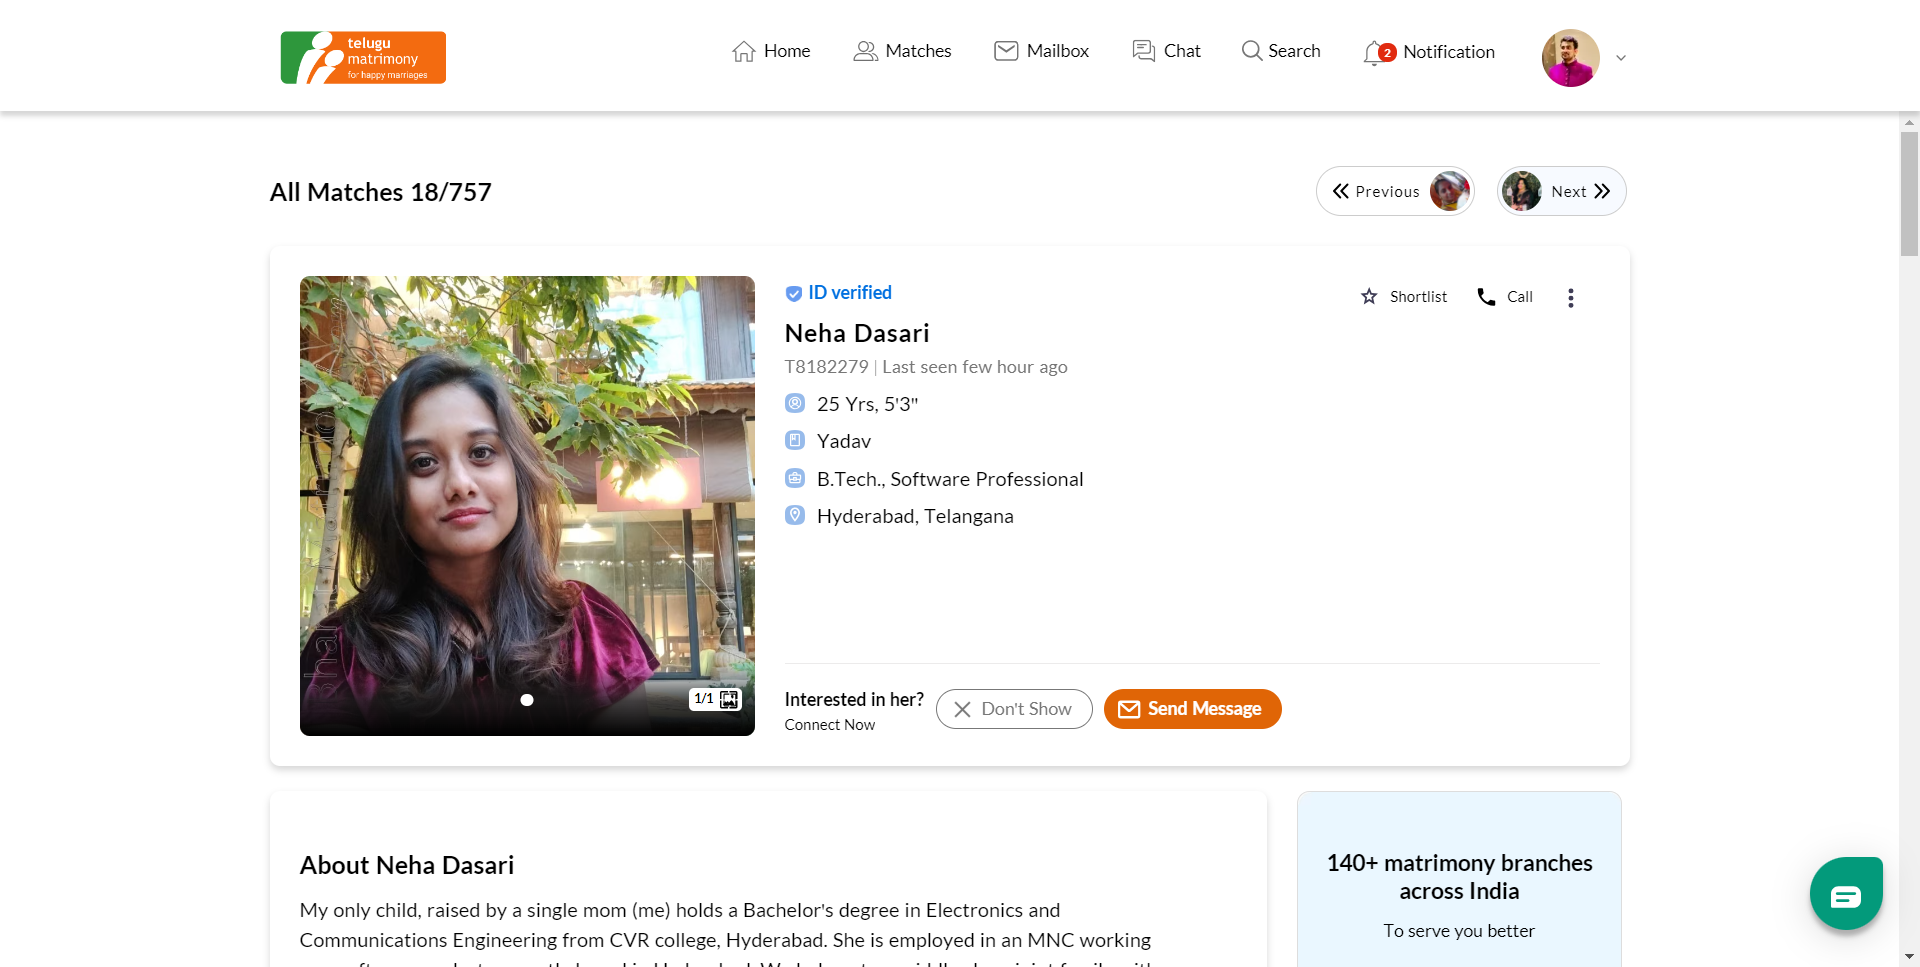 telugu
matrimony
for happy marriages
Home
Matches
Mailbox
Chat
Search
2
Notification
All Matches 18/757
Previous
Next
ID verified
Shortlist
Call
Neha Dasari
T8182279 | Last seen few hour ago
25 Yrs, 5'3"
Yadav
B.Tech., Software Professional
Hyderabad, Telangana
1/1
Interested in her?
Connect Now
Don't Show
Send Message
About Neha Dasari
My only child, raised by a single mom (me) holds a Bachelor's degree in Electronics and
Communications Engineering from CVR college, Hyderabad. She is employed in an MNC working
140+ matrimony branches
across India
To serve you better